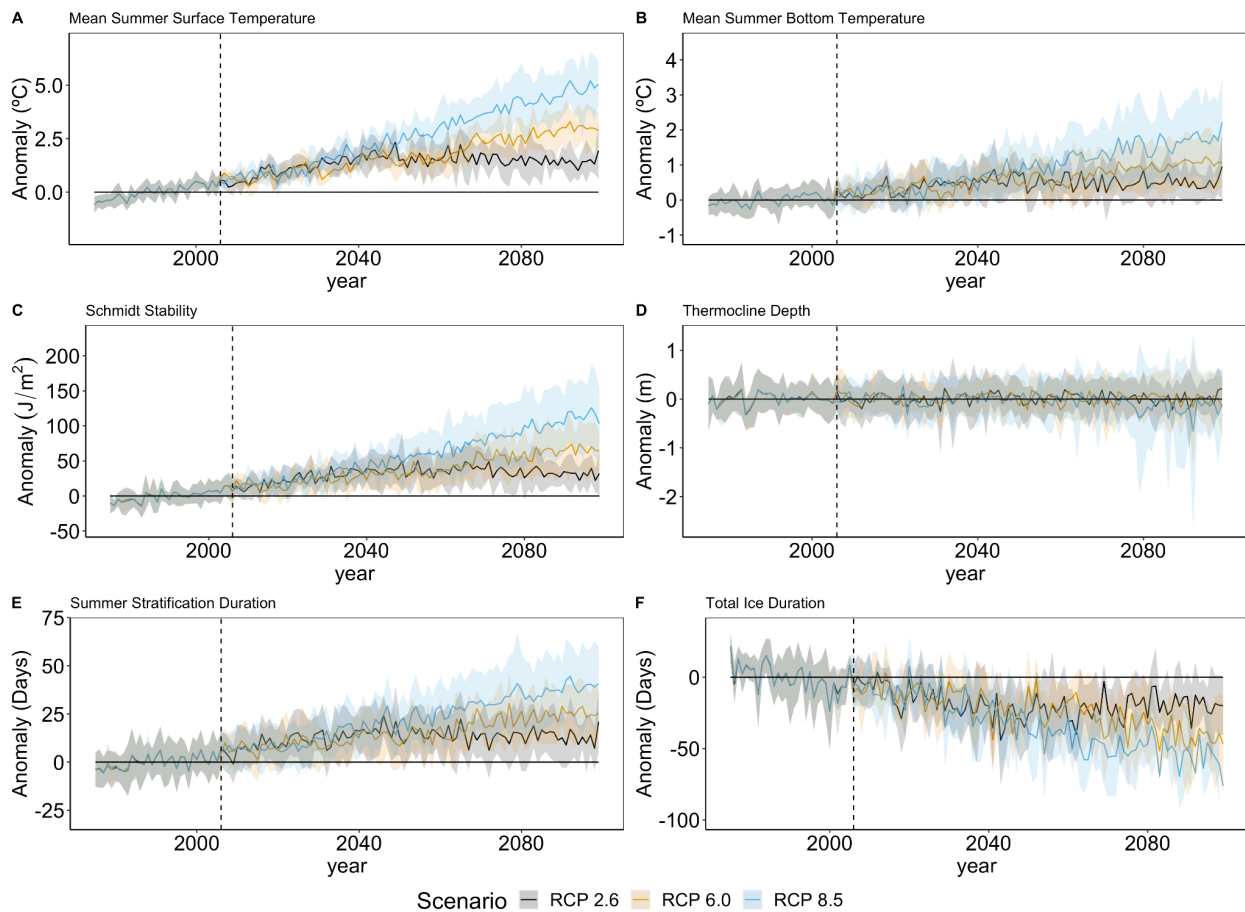 A Mean Summer Surface Temperature
Anomaly (ºC)
5.0
2.5
0.0
2000 2040 2080
year
B Mean Summer Bottom Temperature
Anomaly (ºC)
4
3
2
1
0
-1
2000 2040 2080
year
C Schmidt Stability
Anomaly (J/m²)
200
150
100
50
0
-50
2000 2040 2080
year
D Thermocline Depth
Anomaly (m)
1
0
-1
-2
2000 2040 2080
year
E Summer Stratification Duration
Anomaly (Days)
75
50
25
0
-25
2000 2040 2080
year
F Total Ice Duration
Anomaly (Days)
0
-50
-100
2000 2040 2080
year
Scenario RCP 2.6 RCP 6.0 RCP 8.5